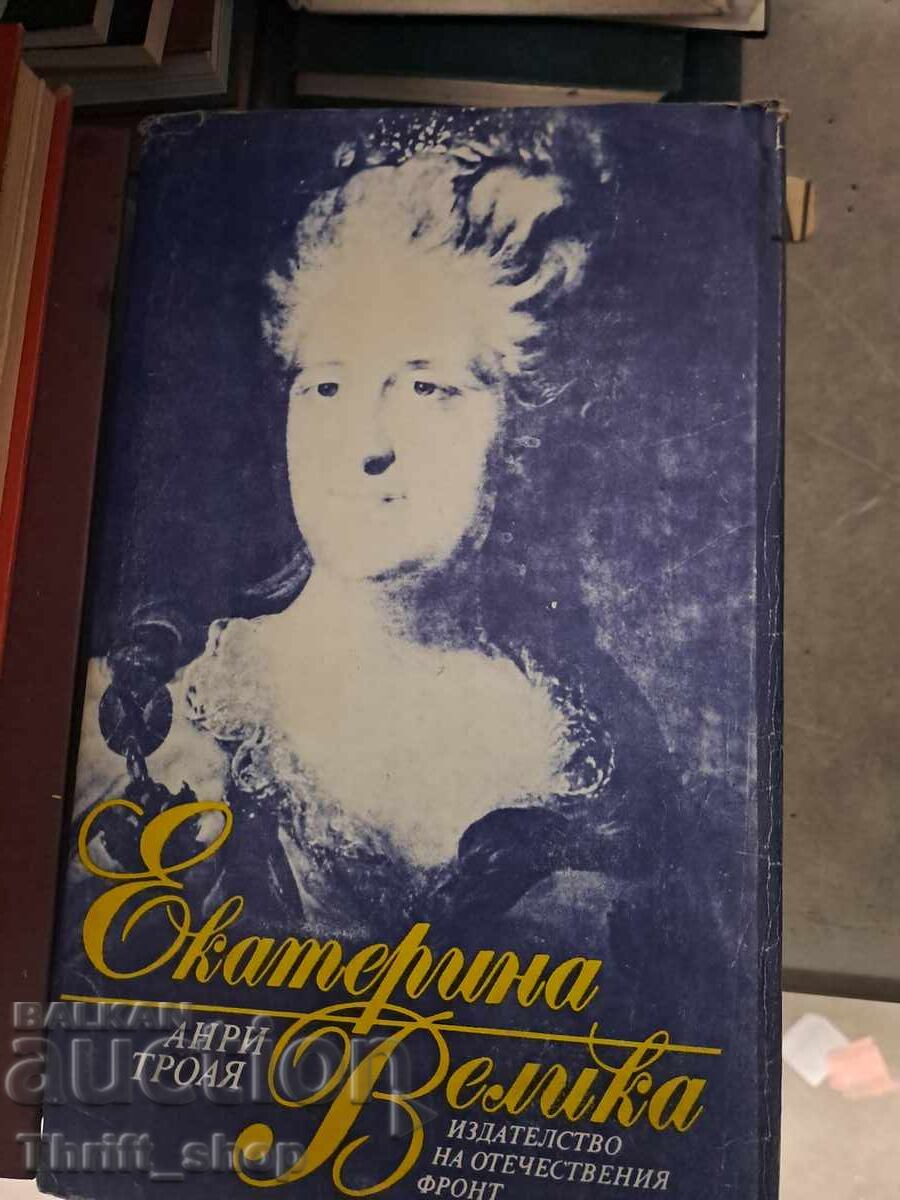 Екатерина
Велика
АНРИ
ТРОАЯ
ИЗДАТЕЛСТВО
НА ОТЕЧЕСТВЕНИЯ
ФРОНТ
BALKAN
auction
Thrift_shop